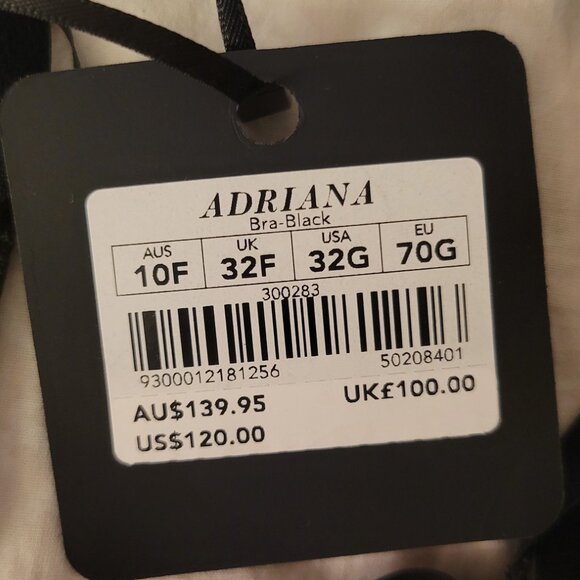 ADRIANA
Bra-Black
AUS UK USA EU
10F 32F 32G 70G
300283
9300012181256 50208401
AU$139.95 UK£100.00
US$120.00